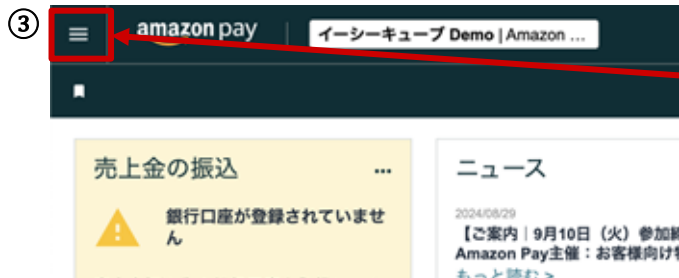 ③
amazon pay
イーシーキューブ Demo | Amazon ...
売上金の振込
ニュース
銀行口座が登録されていませ
ん
2024/08/29
【ご案内｜9月10日（火）参加
Amazon Pay主催：お客様向け
もっと読む >